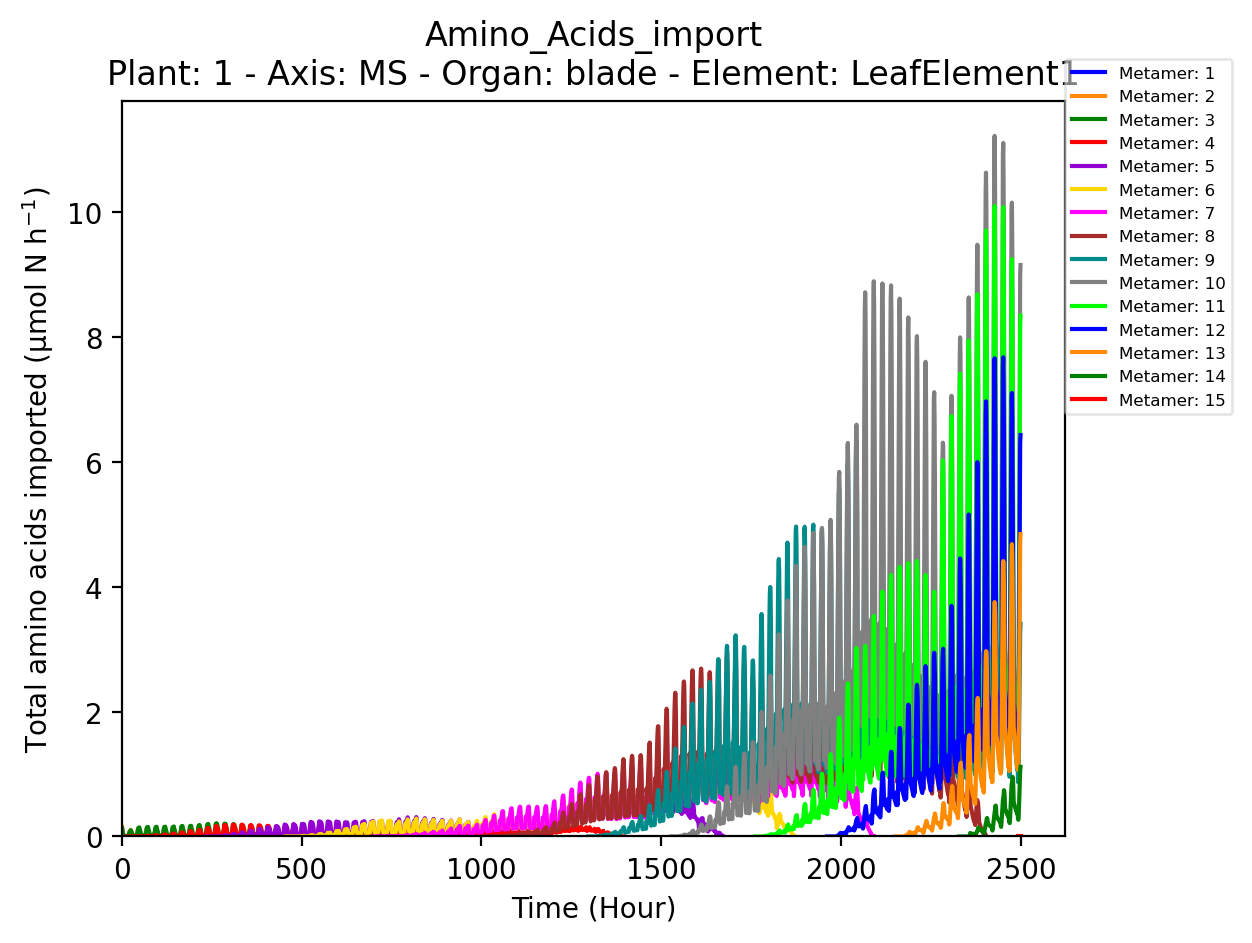 Amino_Acids_import
Plant: 1 - Axis: MS - Organ: blade - Element: LeafElement1
Total amino acids imported (µmol N h⁻¹)
10
8
6
4
2
0
0
500
1000
1500
2000
2500
Time (Hour)
Metamer: 1
Metamer: 2
Metamer: 3
Metamer: 4
Metamer: 5
Metamer: 6
Metamer: 7
Metamer: 8
Metamer: 9
Metamer: 10
Metamer: 11
Metamer: 12
Metamer: 13
Metamer: 14
Metamer: 15